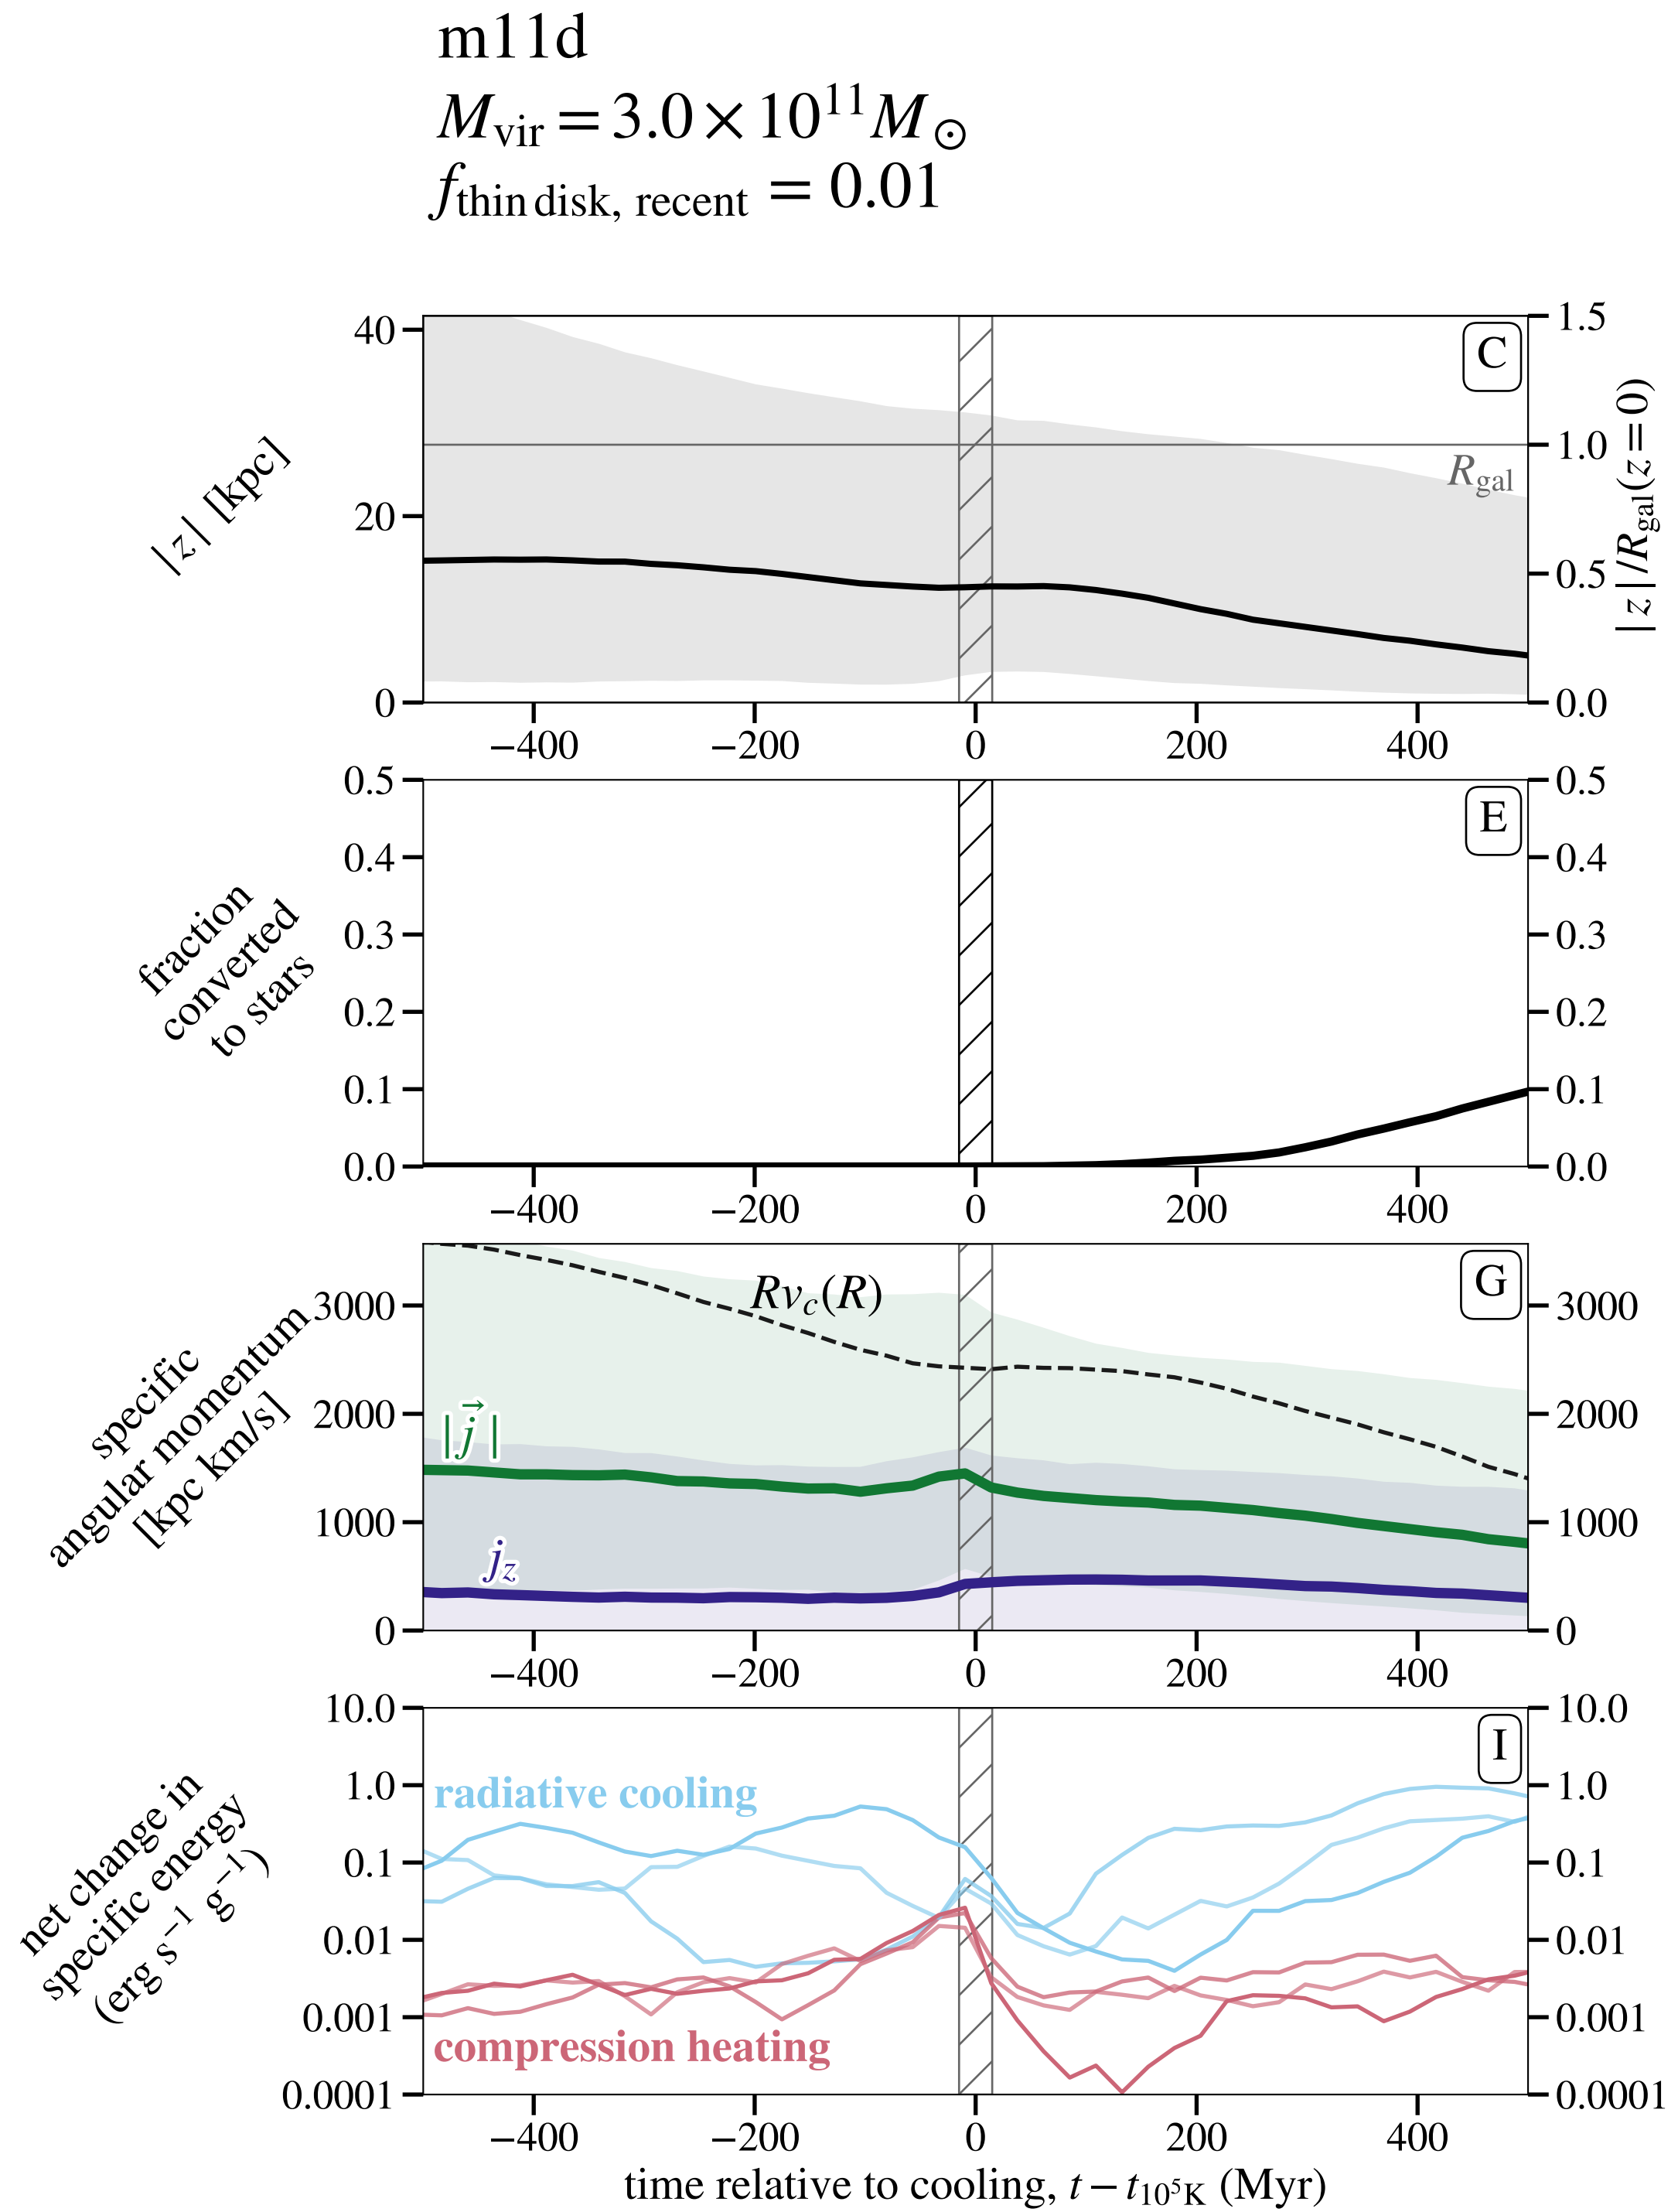 m11d
M_vir = 3.0 × 10^11 M_⊙
f_thin disk, recent = 0.01
40
20
0
|z| [kpc]
C
R_gal
1.5
1.0
0.5
0.0
|z|/R_gal(z=0)
−400 −200 0 200 400
0.5
0.4
0.3
0.2
0.1
0.0
fraction
converted
to stars
E
0.5
0.4
0.3
0.2
0.1
0.0
−400 −200 0 200 400
3000
2000
1000
0
specific
angular momentum
[kpc km/s]
Rv_c(R)
G
|j⃗|
j_z
3000
2000
1000
0
−400 −200 0 200 400
10.0
1.0
0.1
0.01
0.001
0.0001
net change in
specific energy
(erg s^−1 g^−1)
radiative cooling
I
compression heating
10.0
1.0
0.1
0.01
0.001
0.0001
−400 −200 0 200 400
time relative to cooling, t − t_10^5K (Myr)